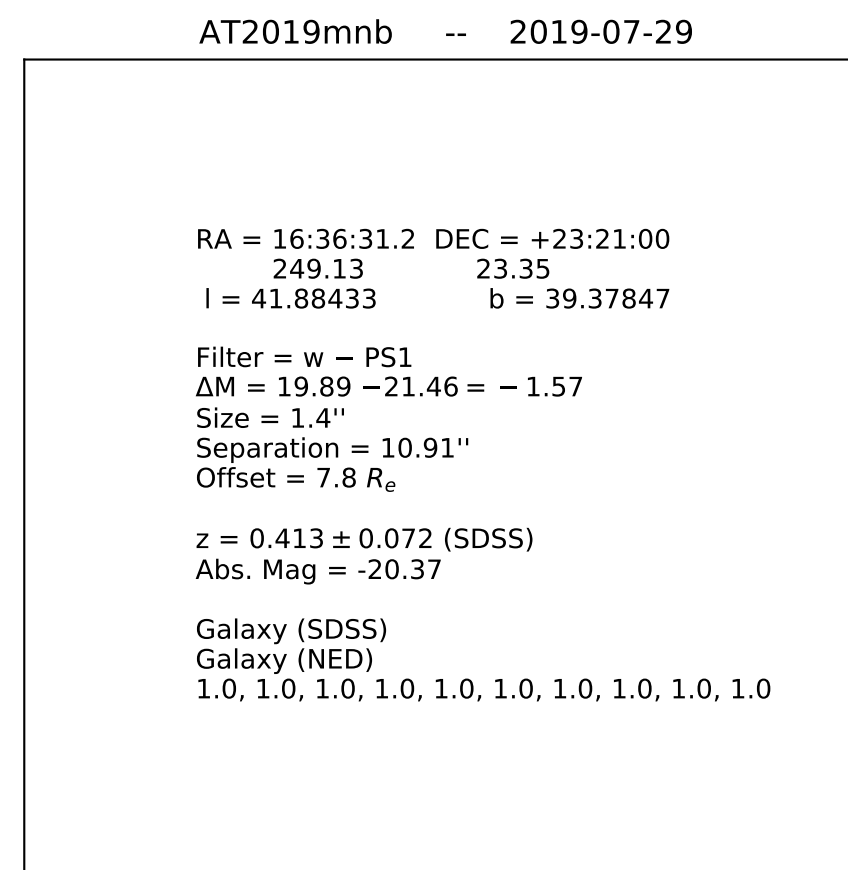 AT2019mnb -- 2019-07-29
RA = 16:36:31.2 DEC = +23:21:00
249.13 23.35
l = 41.88433 b = 39.37847
Filter = w − PS1
ΔM = 19.89 −21.46 = − 1.57
Size = 1.4''
Separation = 10.91''
Offset = 7.8 Rₑ
z = 0.413 ± 0.072 (SDSS)
Abs. Mag = -20.37
Galaxy (SDSS)
Galaxy (NED)
1.0, 1.0, 1.0, 1.0, 1.0, 1.0, 1.0, 1.0, 1.0, 1.0